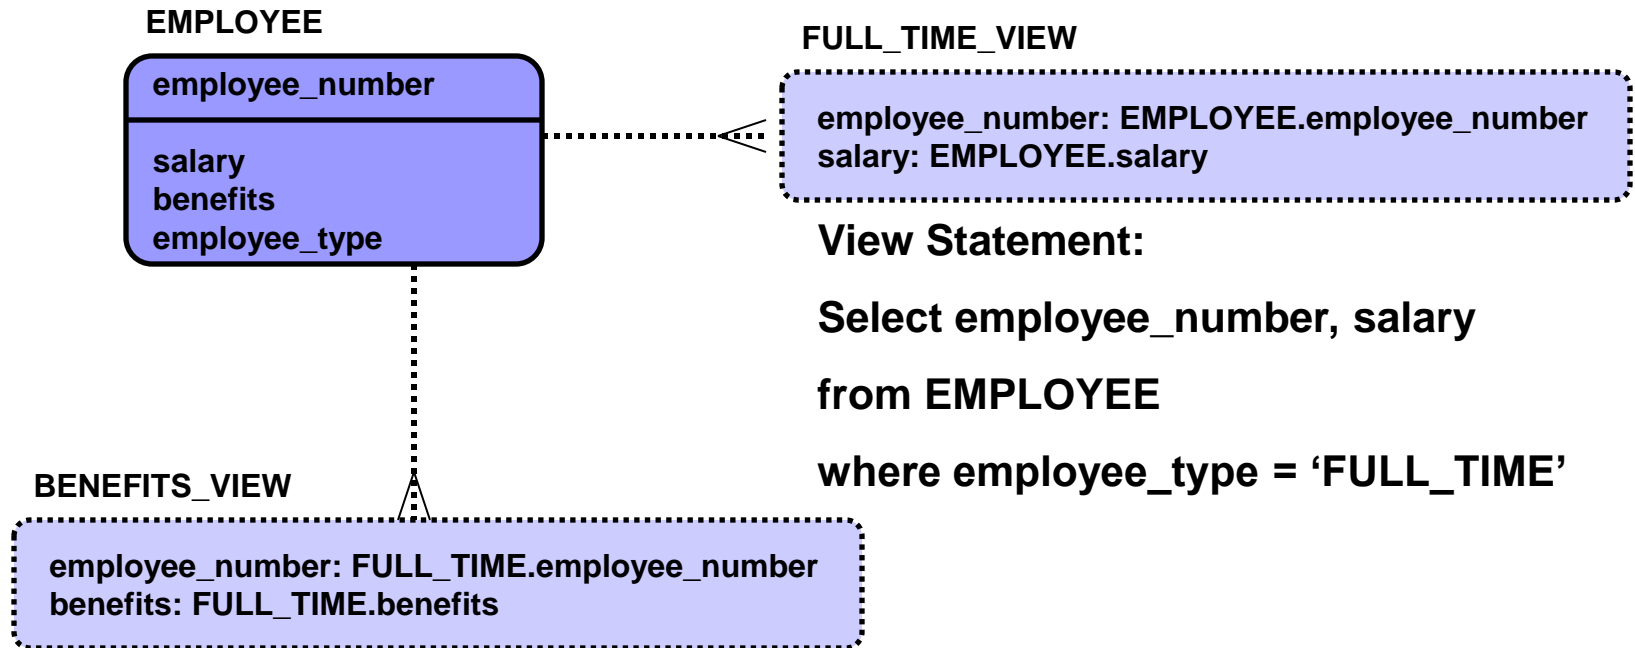 EMPLOYEE
employee_number
salary
benefits
employee_type
FULL_TIME_VIEW
employee_number: EMPLOYEE.employee_number
salary: EMPLOYEE.salary
View Statement:
Select employee_number, salary
from EMPLOYEE
where employee_type = ‘FULL_TIME’
BENEFITS_VIEW
employee_number: FULL_TIME.employee_number
benefits: FULL_TIME.benefits